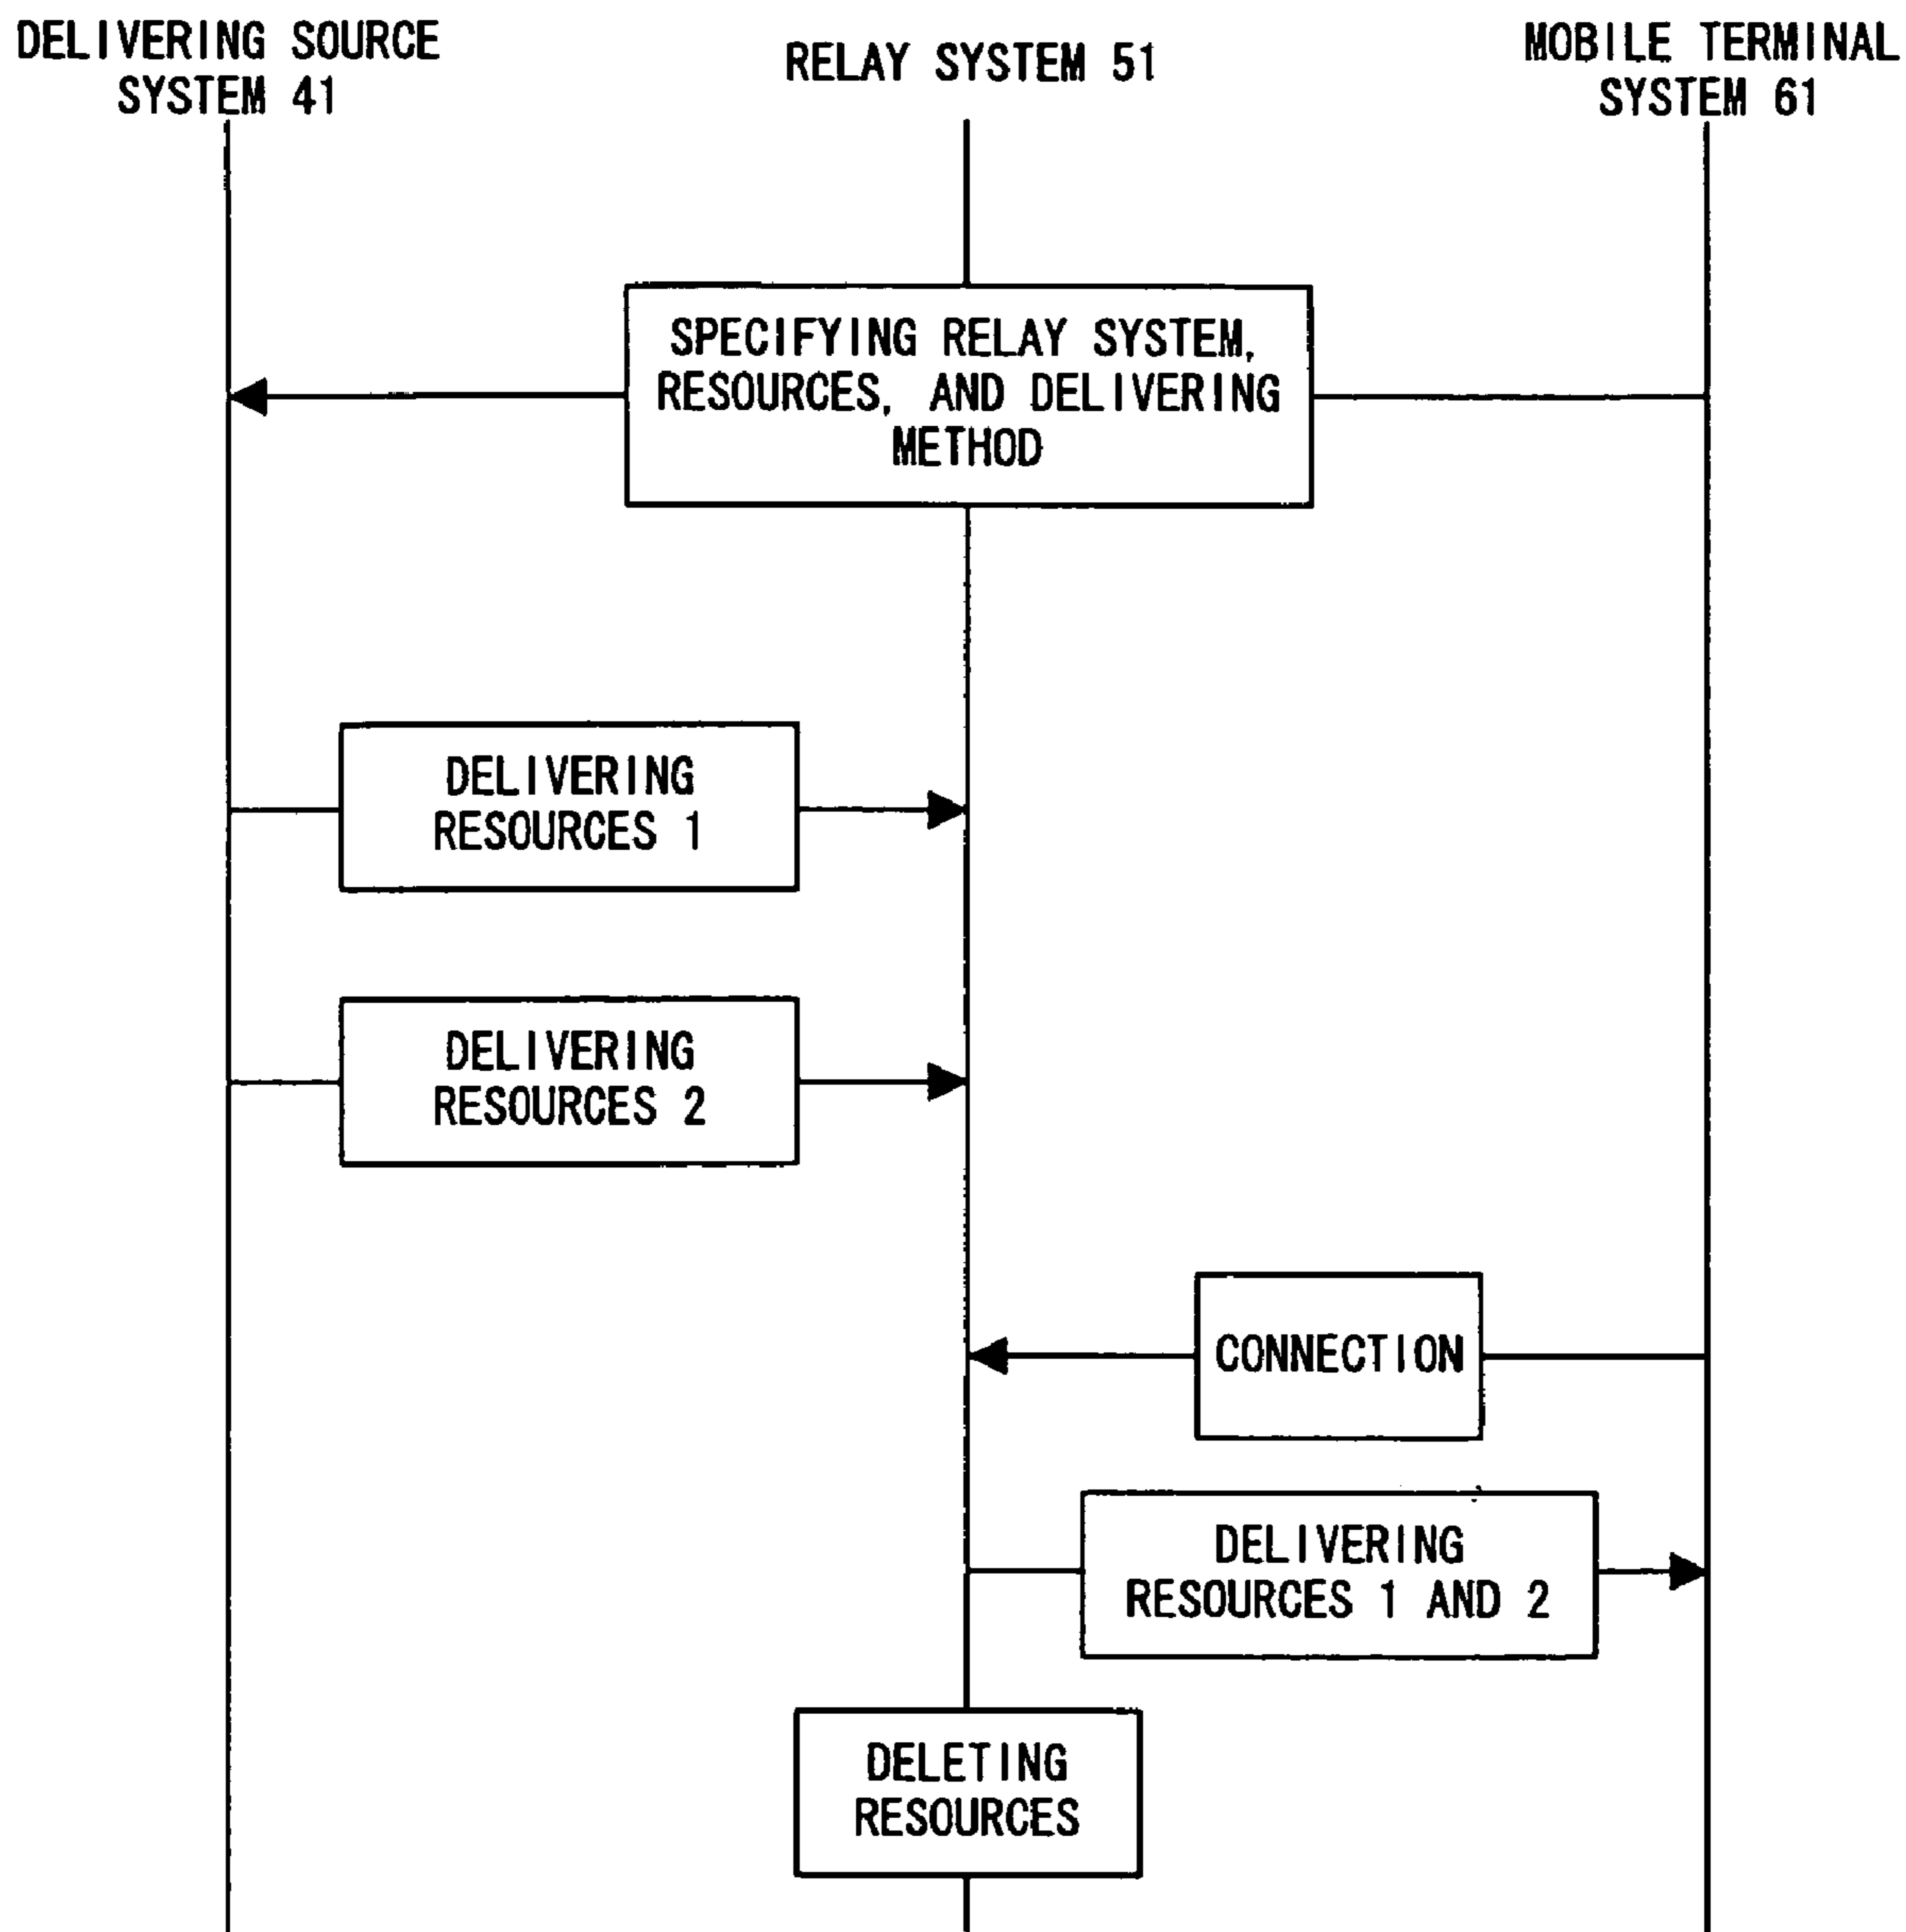 DELIVERING SOURCE
SYSTEM 41
RELAY SYSTEM 51
MOBILE TERMINAL
SYSTEM 61
SPECIFYING RELAY SYSTEM,
RESOURCES, AND DELIVERING
METHOD
DELIVERING
RESOURCES 1
DELIVERING
RESOURCES 2
CONNECTION
DELIVERING
RESOURCES 1 AND 2
DELETING
RESOURCES